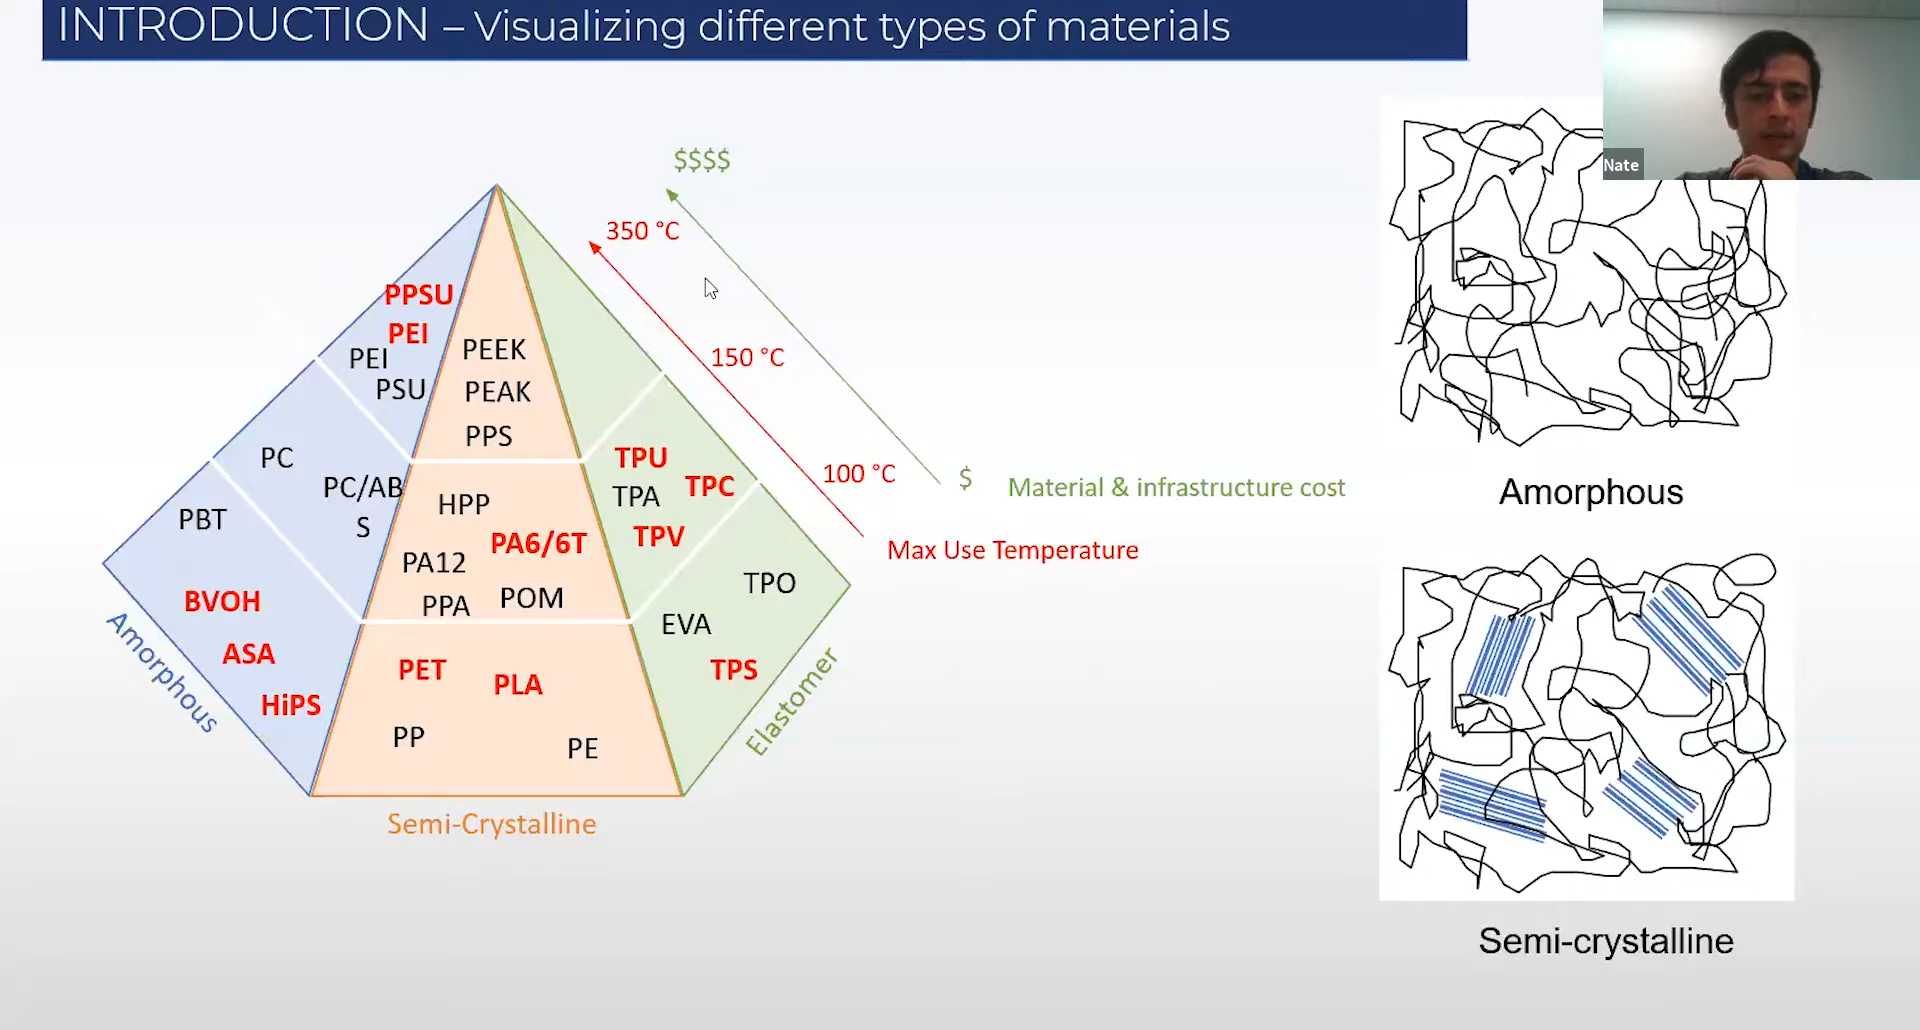 INTRODUCTION – Visualizing different types of materials
Nate
$$$$
350 °C
150 °C
100 °C
$
Material & infrastructure cost
Max Use Temperature
PPSU
PEI
PEI
PSU
PC
PC/AB
S
PBT
BVOH
ASA
HiPS
Amorphous
PEEK
PEAK
PPS
HPP
PA6/6T
PA12
PPA
POM
PET
PLA
PP
PE
Semi-Crystalline
TPU
TPC
TPA
TPV
TPO
EVA
TPS
Elastomer
Amorphous
Semi-crystalline